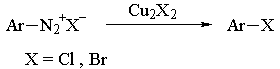 Cu₂X₂
Ar–N₂⁺X⁻ ⟶ Ar–X
X = Cl , Br